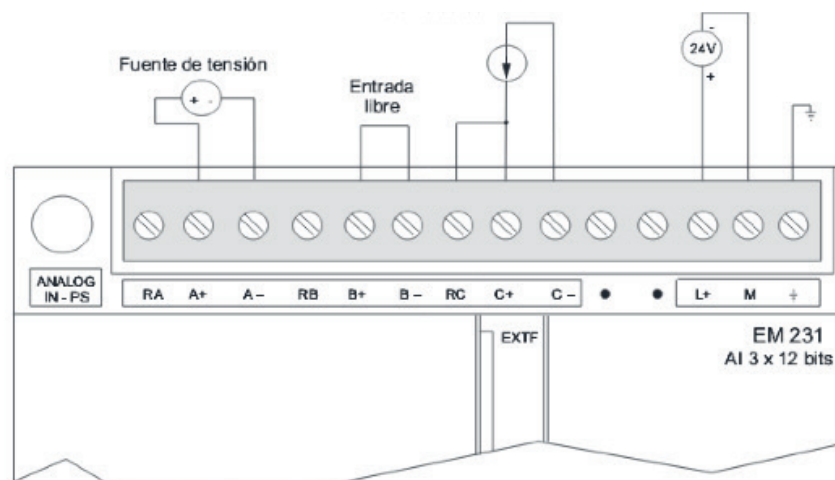 Fuente de tensión
+ -
Entrada
libre
-
24V
+
ANALOG
IN - PS
RA A+ A – RB B+ B – RC C+ C – ● ● L+ M ⏚
EXTF
EM 231
AI 3 x 12 bits